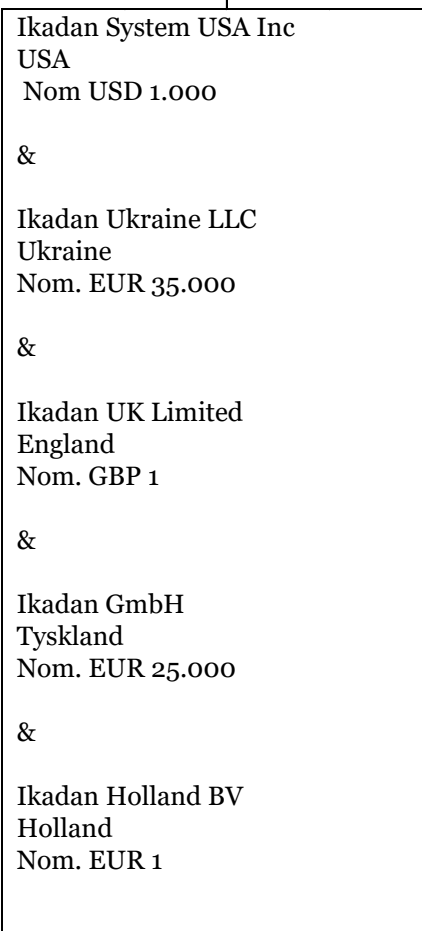 Ikadan System USA Inc
USA
Nom USD 1.000
&
Ikadan Ukraine LLC
Ukraine
Nom. EUR 35.000
&
Ikadan UK Limited
England
Nom. GBP 1
&
Ikadan GmbH
Tyskland
Nom. EUR 25.000
&
Ikadan Holland BV
Holland
Nom. EUR 1